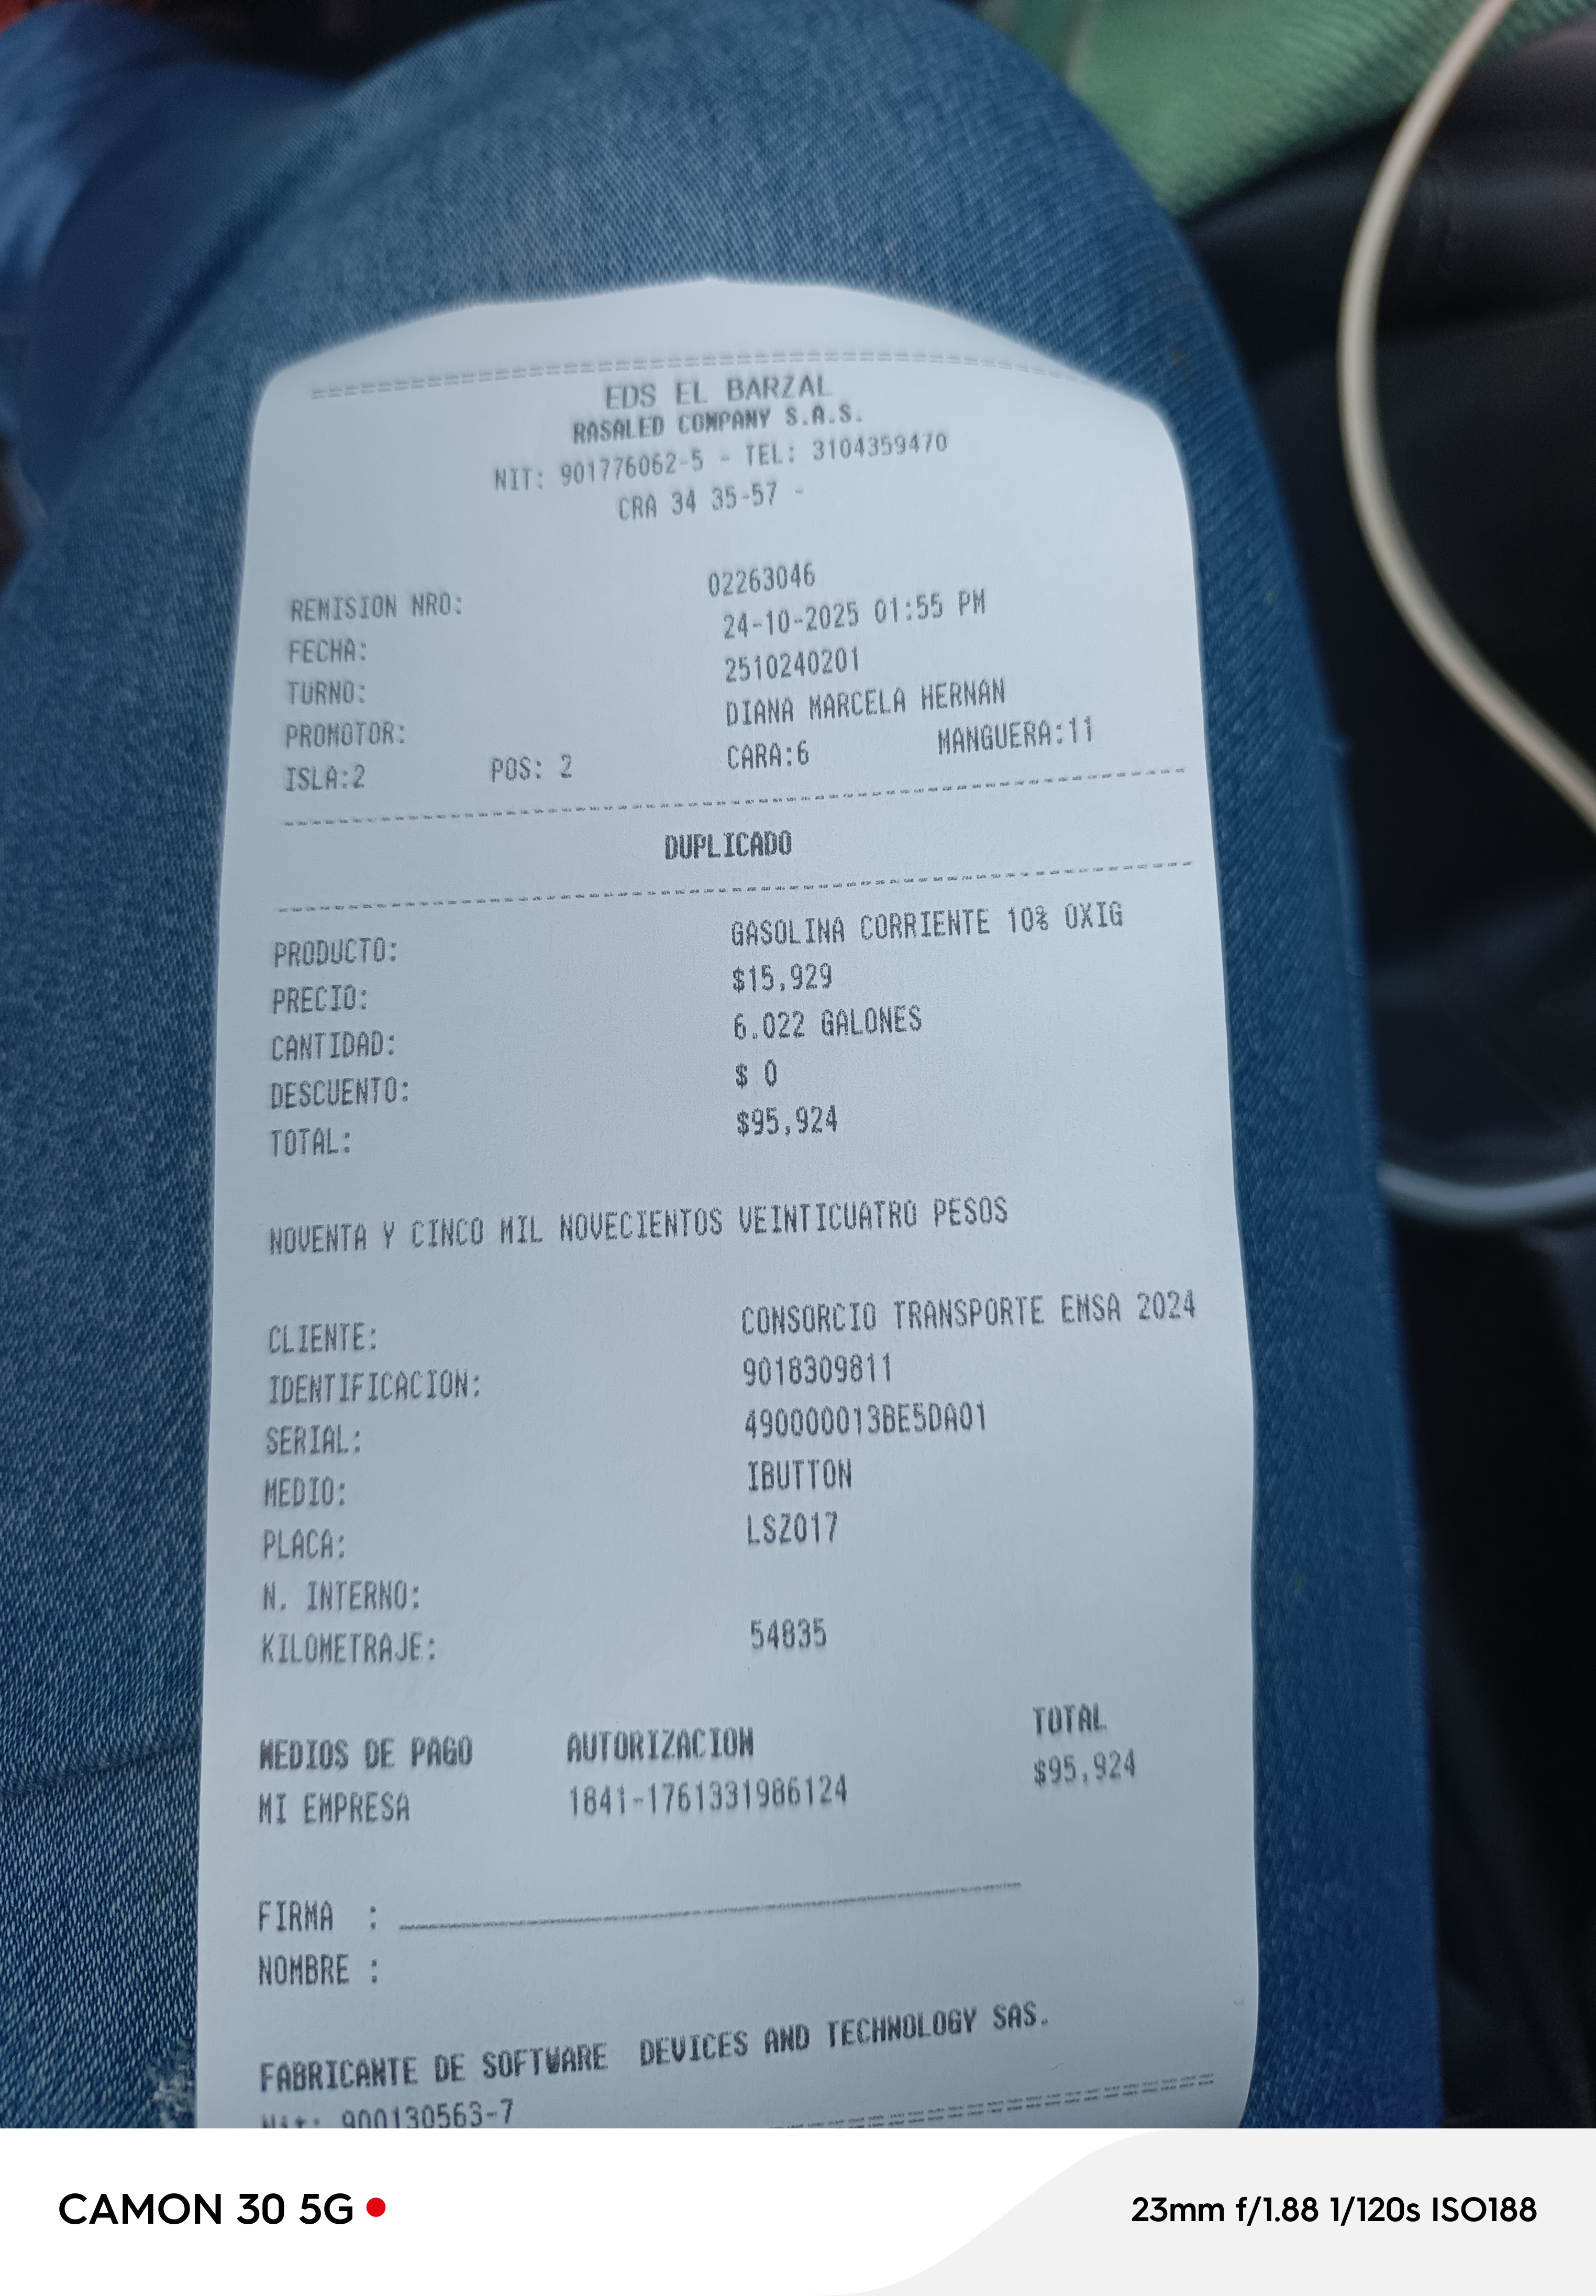 EDS EL BARZAL
RASALED COMPANY S.A.S.
NIT: 901776062-5 - TEL: 3104359470
CRA 34 35-57 -
REMISION NRO: 02263046
FECHA: 24-10-2025 01:55 PM
TURNO: 2510240201
PROMOTOR: DIANA MARCELA HERNAN
ISLA:2 POS: 2 CARA:6 MANGUERA:11
DUPLICADO
PRODUCTO: GASOLINA CORRIENTE 10% OXIG
PRECIO: $15,929
CANTIDAD: 6.022 GALONES
DESCUENTO: $ 0
TOTAL: $95,924
NOVENTA Y CINCO MIL NOVECIENTOS VEINTICUATRO PESOS
CLIENTE: CONSORCIO TRANSPORTE EMSA 2024
IDENTIFICACION: 9018309811
SERIAL: 490000013BE5DA01
MEDIO: IBUTTON
PLACA: LSZ017
N. INTERNO:
KILOMETRAJE: 54835
MEDIOS DE PAGO AUTORIZACION TOTAL
MI EMPRESA 1841-1761331986124 $95,924
FIRMA :
NOMBRE :
FABRICANTE DE SOFTWARE DEVICES AND TECHNOLOGY SAS.
Nit: 900130563-7
CAMON 30 5G
23mm f/1.88 1/120s ISO188